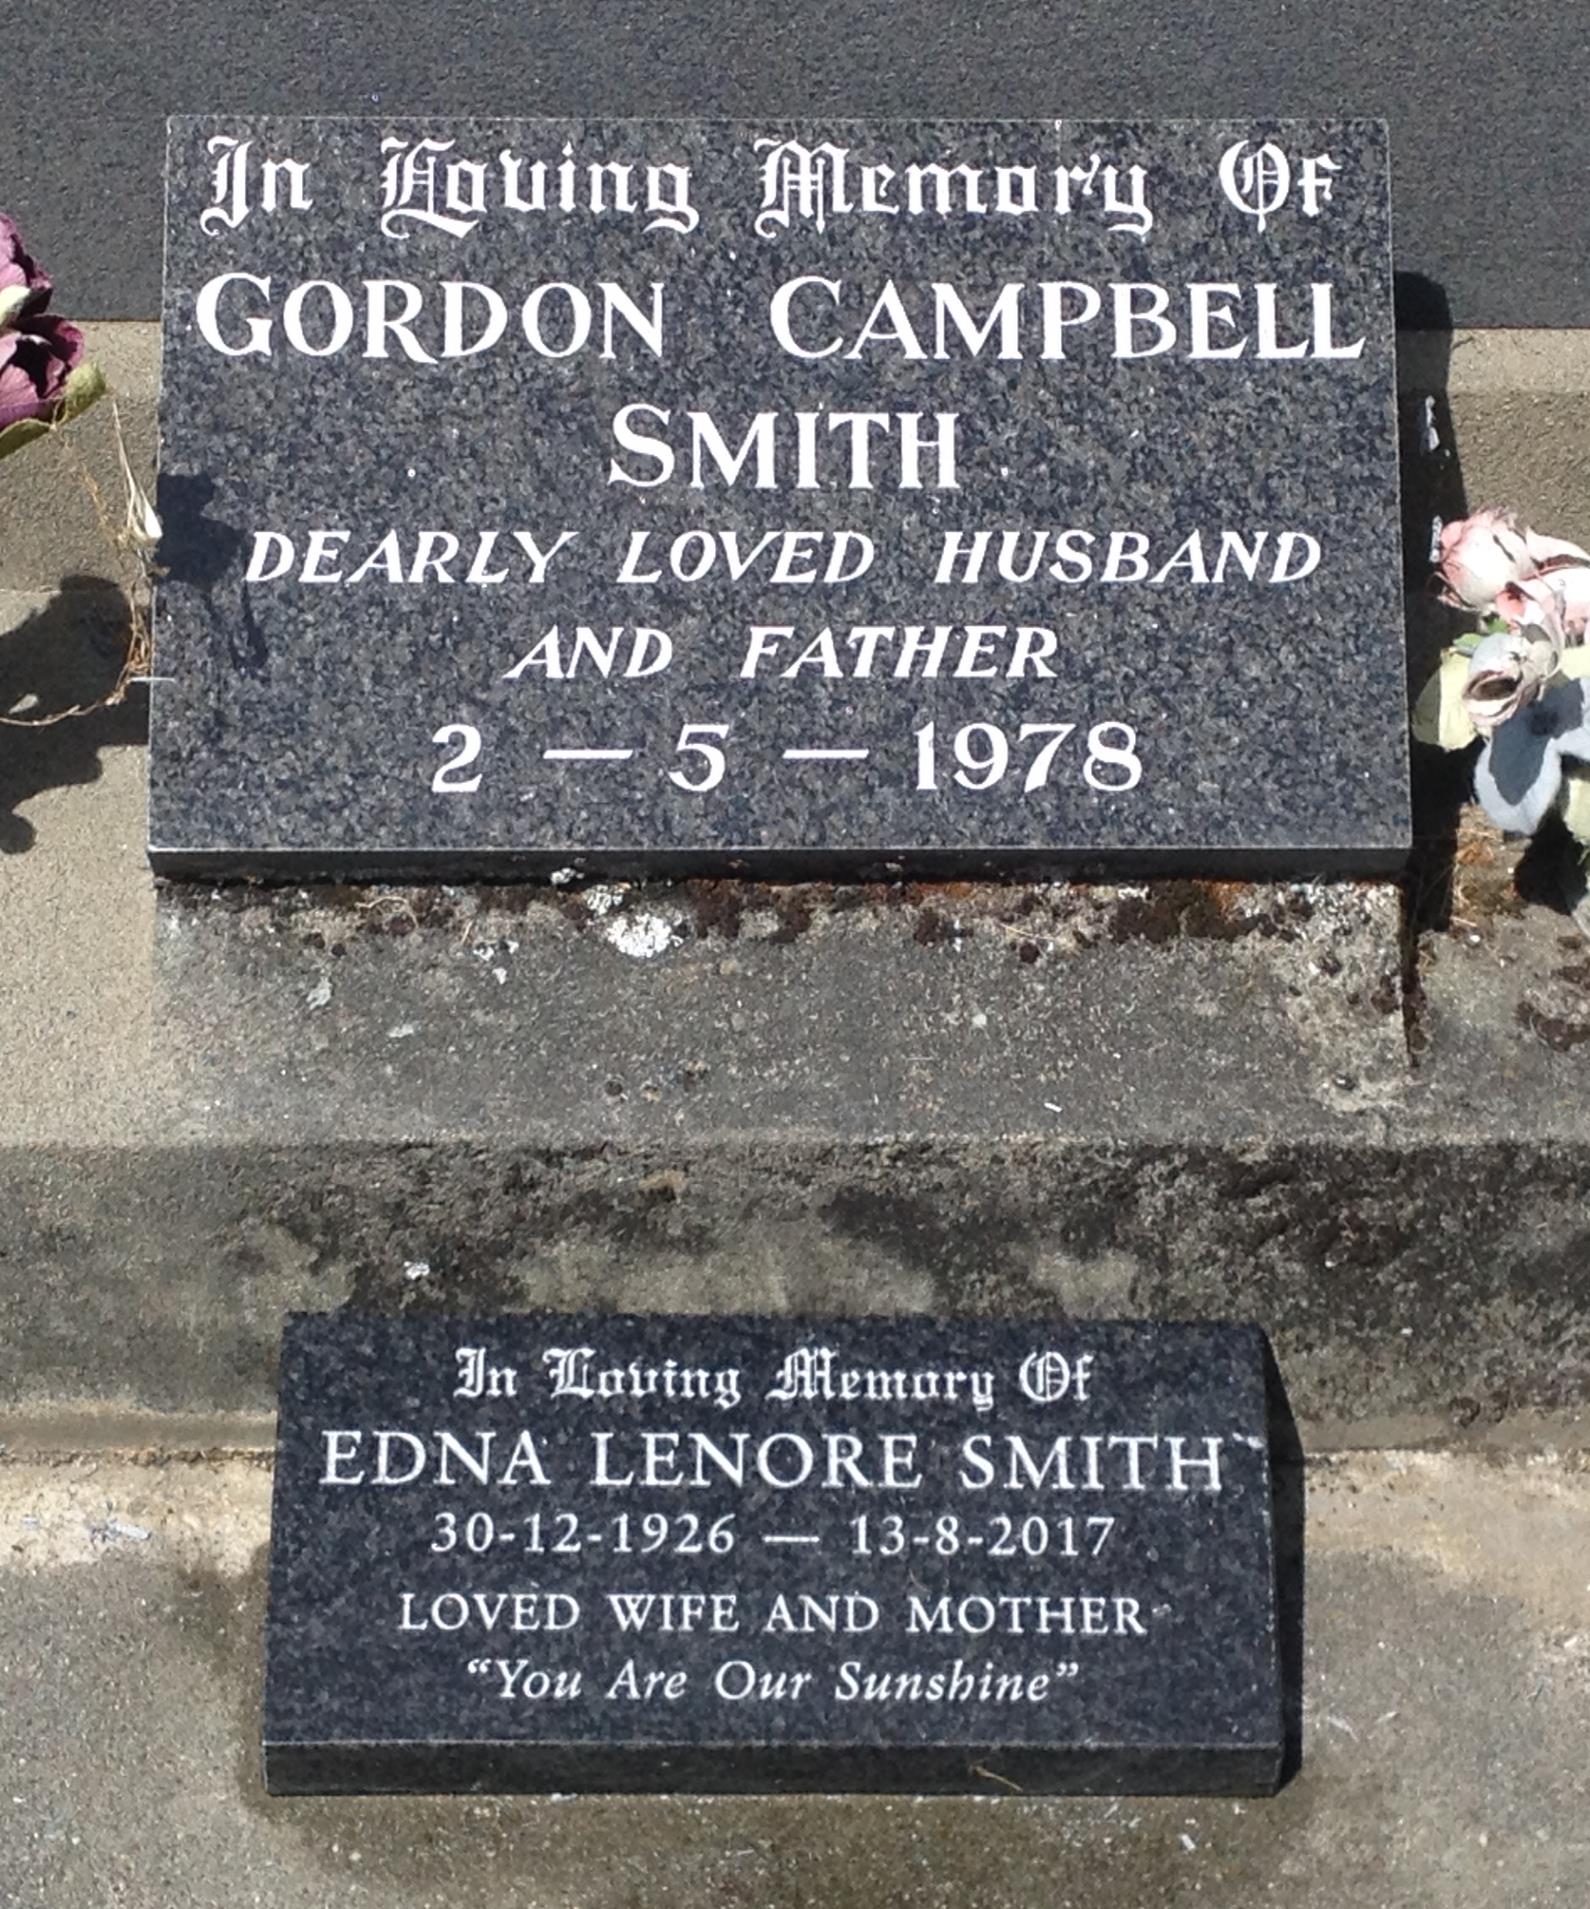 In Loving Memory Of
GORDON CAMPBELL
SMITH
DEARLY LOVED HUSBAND
AND FATHER
2 — 5 — 1978
In Loving Memory Of
EDNA LENORE SMITH
30-12-1926 — 13-8-2017
LOVED WIFE AND MOTHER
“You Are Our Sunshine”